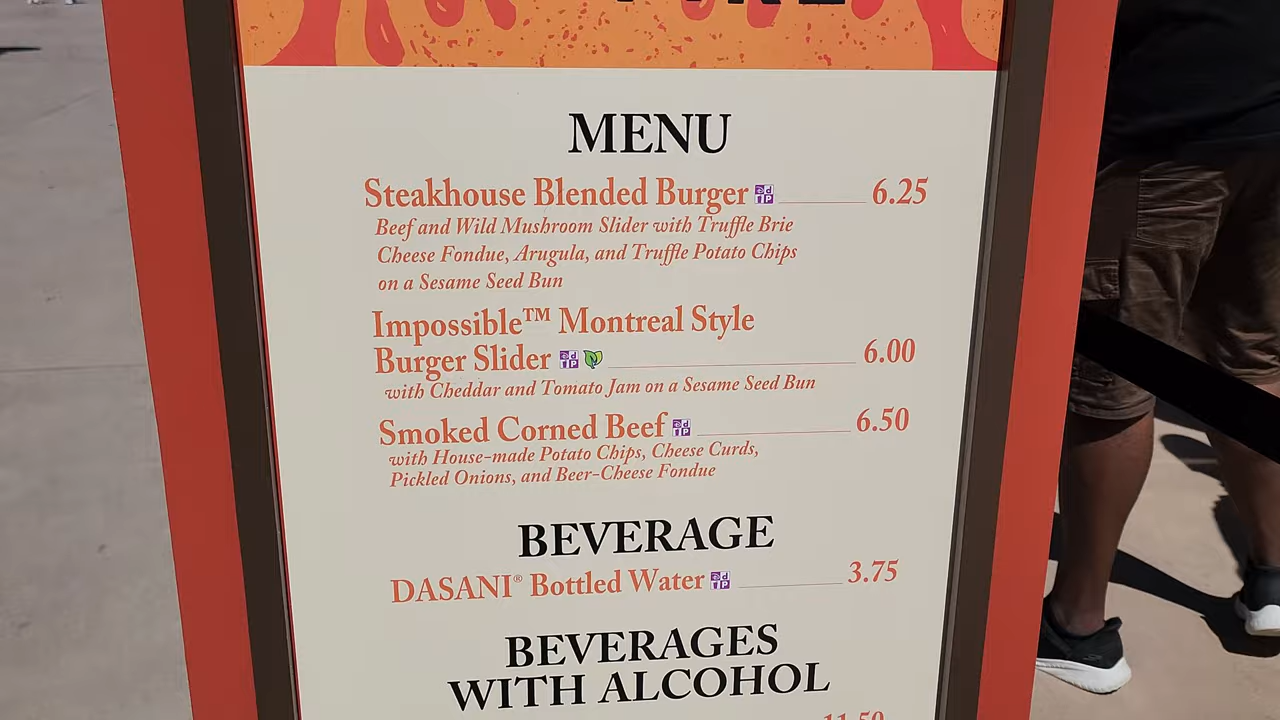 MENU
Steakhouse Blended Burger 6.25
Beef and Wild Mushroom Slider with Truffle Brie
Cheese Fondue, Arugula, and Truffle Potato Chips
on a Sesame Seed Bun
Impossible™ Montreal Style
Burger Slider 6.00
with Cheddar and Tomato Jam on a Sesame Seed Bun
Smoked Corned Beef 6.50
with House-made Potato Chips, Cheese Curds,
Pickled Onions, and Beer-Cheese Fondue
BEVERAGE
DASANI® Bottled Water 3.75
BEVERAGES
WITH ALCOHOL
11.50